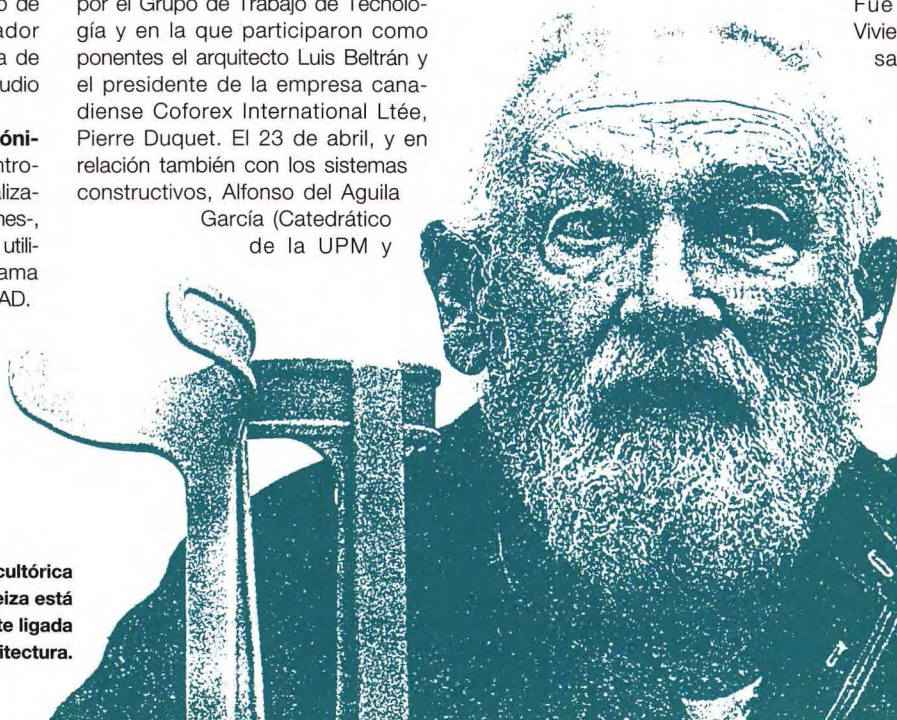 o de
ador
a de
udio
óni-
ntro-
aliza-
nes-,
utili-
ama
AD.
por el Grupo de Trabajo de Tecnolo-
gía y en la que participaron como
ponentes el arquitecto Luis Beltrán y
el presidente de la empresa cana-
diense Coforex International Ltée,
Pierre Duquet. El 23 de abril, y en
relación también con los sistemas
constructivos, Alfonso del Aguila
García (Catedrático
de la UPM y
Fue
Vivie
sa
cultórica
eiza está
te ligada
itectura.